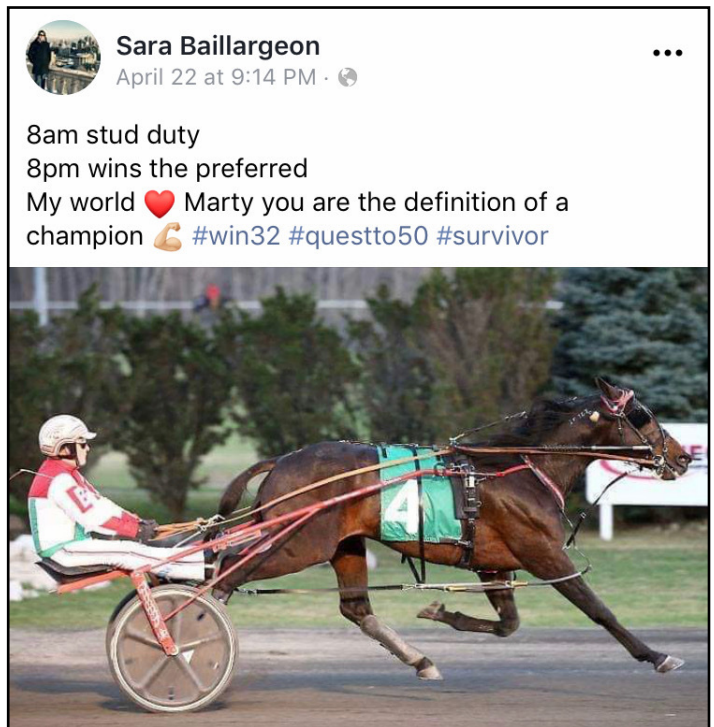 Sara Baillargeon
April 22 at 9:14 PM ·
8am stud duty
8pm wins the preferred
My world ❤️ Marty you are the definition of a
champion 💪🏼 #win32 #questto50 #survivor
4